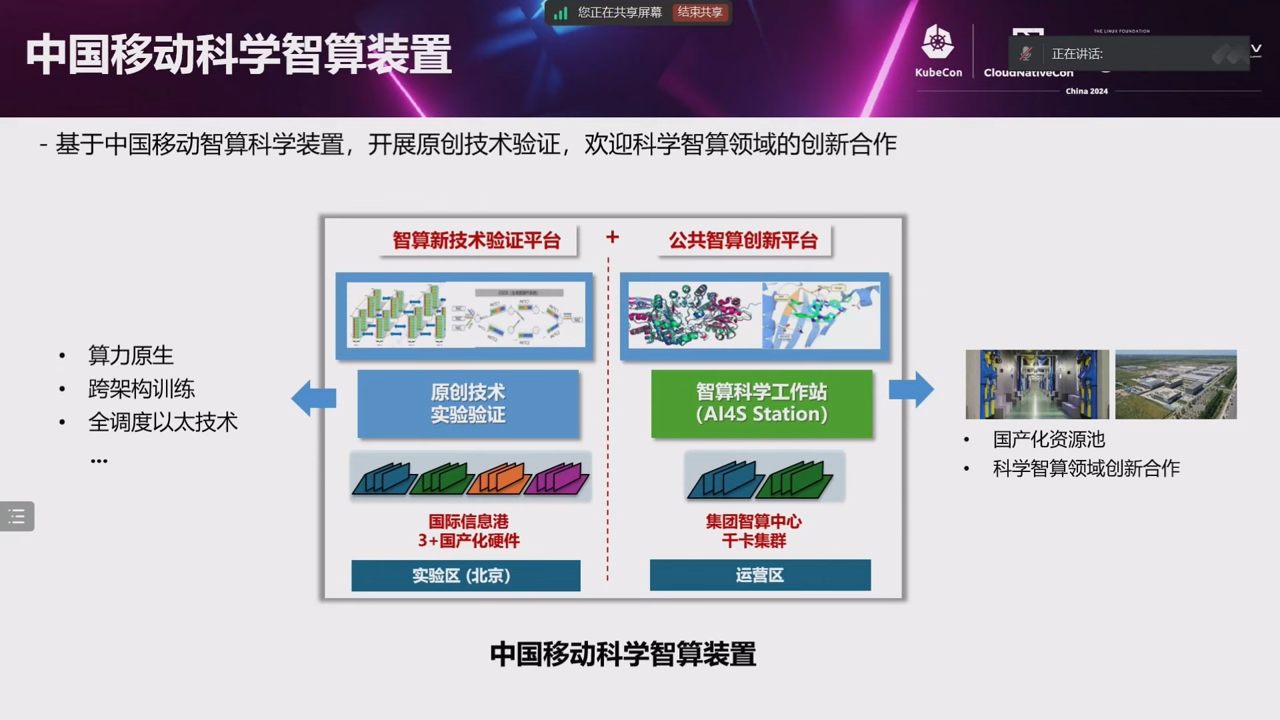 您正在共享屏幕 结束共享
中国移动科学智算装置
KubeCon
CloudNativeCon
THE LINUX FOUNDATION
正在讲话:
China 2024
- 基于中国移动智算科学装置，开展原创技术验证，欢迎科学智算领域的创新合作
智算新技术验证平台 + 公共智算创新平台
• 算力原生
• 跨架构训练
• 全调度以太技术
...
原创技术
实验验证
智算科学工作站
(AI4S Station)
国际信息港
3+国产化硬件
集团智算中心
千卡集群
实验区 (北京)
运营区
• 国产化资源池
• 科学智算领域创新合作
中国移动科学智算装置